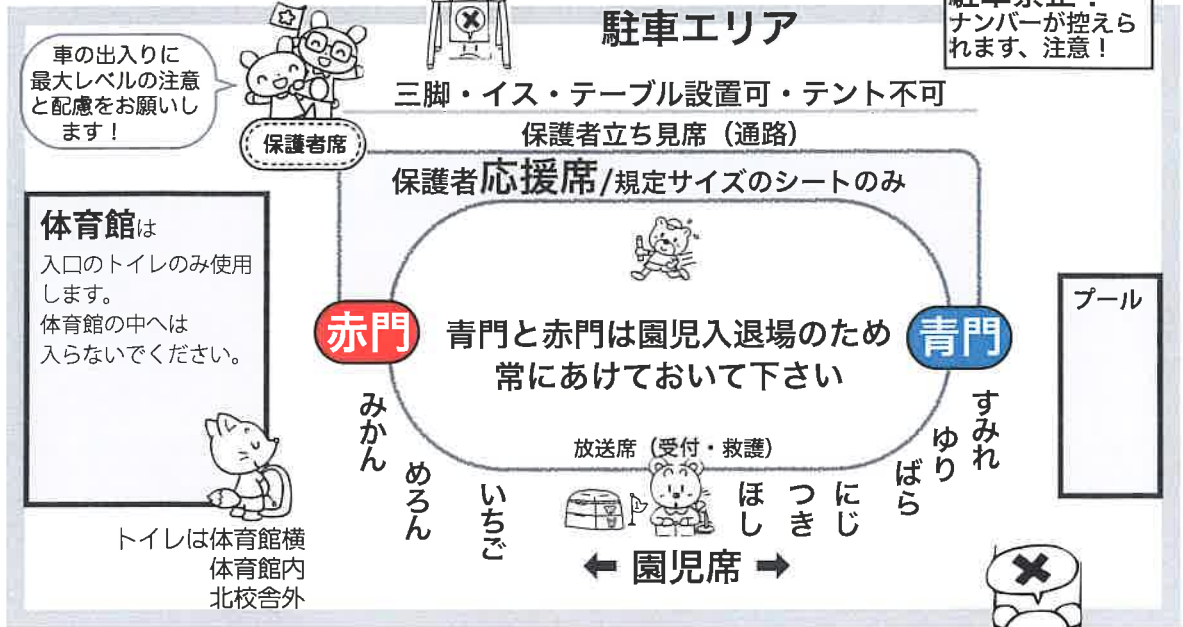 駐車禁止！
ナンバーが控えら
れます、注意！
駐車エリア
車の出入りに
最大レベルの注意
と配慮をお願いし
ます！
三脚・イス・テーブル設置可・テント不可
保護者席
保護者立ち見席（通路）
保護者応援席/規定サイズのシートのみ
体育館は
入口のトイレのみ使用
します。
体育館の中へは
入らないでください。
プール
赤門
青門と赤門は園児入退場のため
常にあけておいて下さい
青門
みかん
めろん
いちご
放送席（受付・救護）
ほし
つき
にじ
ばら
ゆり
すみれ
← 園児席 →
トイレは体育館横
体育館内
北校舎外